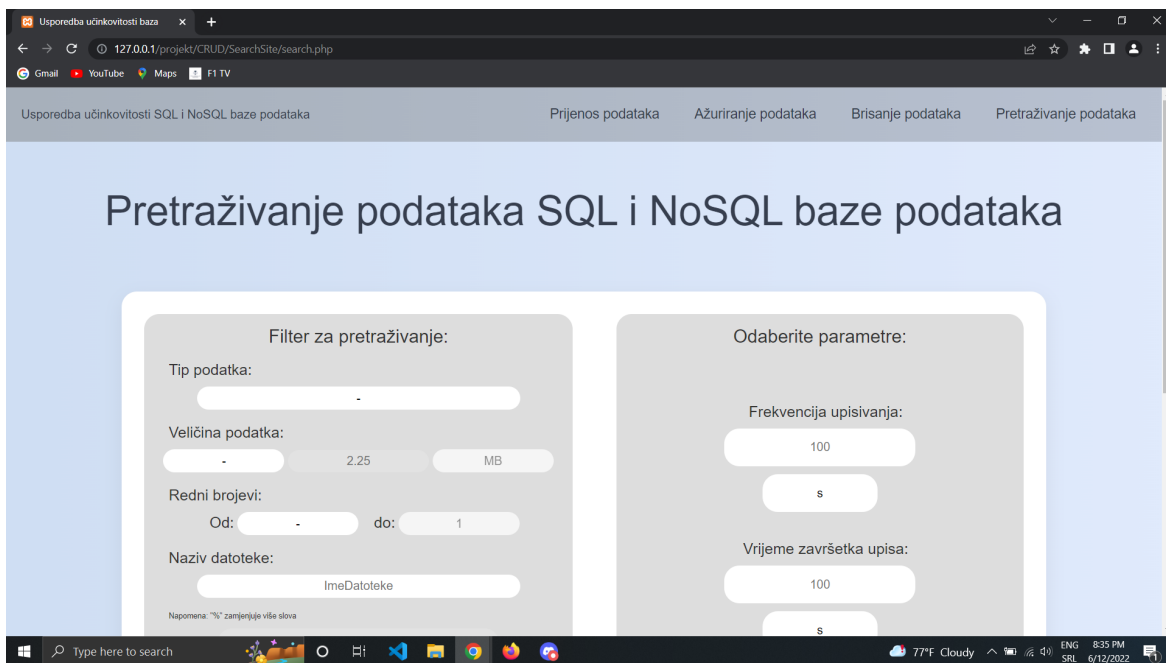 Usporedba učinkovitosti baza
127.0.0.1/projekt/CRUD/SearchSite/search.php
Gmail YouTube Maps F1 TV
Usporedba učinkovitosti SQL i NoSQL baze podataka Prijenos podataka Ažuriranje podataka Brisanje podataka Pretraživanje podataka
Pretraživanje podataka SQL i NoSQL baze podataka
Filter za pretraživanje:
Tip podatka:
-
Veličina podatka:
- 2.25 MB
Redni brojevi:
Od: - do: 1
Naziv datoteke:
ImeDatoteke
Napomena: "%" zamjenjuje više slova
Odaberite parametre:
Frekvencija upisivanja:
100
s
Vrijeme završetka upisa:
100
s
Type here to search
77°F Cloudy
ENG 8:35 PM
SRL 6/12/2022